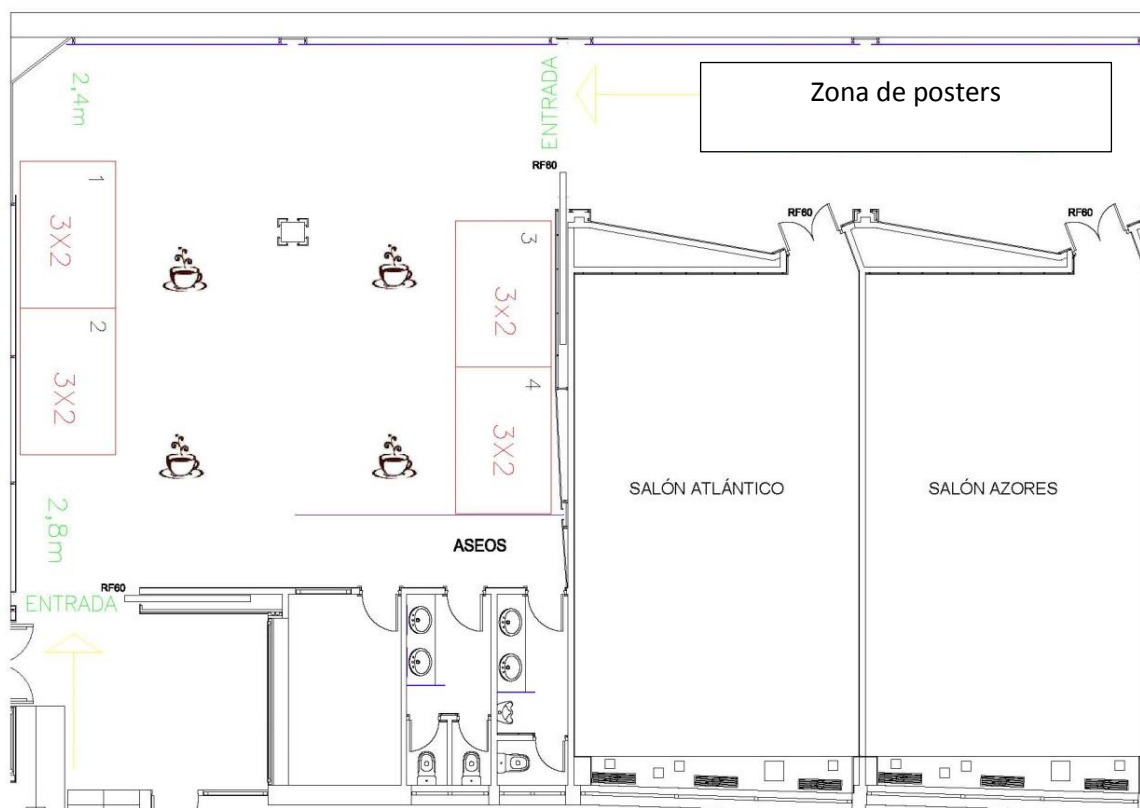 Zona de posters
ENTRADA
2,4m
RF60
RF60
RF60
1
3X2
2
3X2
3
3x2
4
3X2
SALÓN ATLÁNTICO
SALÓN AZORES
2,8m
ASEOS
RF60
ENTRADA